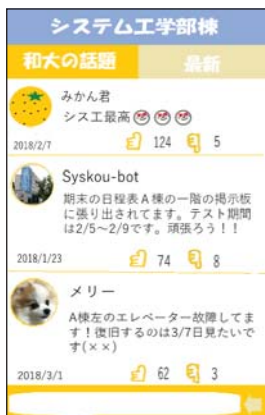 システム工学部棟
和大の話題
最新
みかん君
シス工最高💯💯💯
2018/2/7
124
5
Syskou-bot
期末の日程表A棟の一階の掲示板
に張り出されてます。テスト期間
は2/5~2/9です。頑張ろう！！
2018/1/23
74
8
メリー
A棟左のエレベーター故障してま
す！復旧するのは3/7日見たいで
す(××)
2018/3/1
62
3